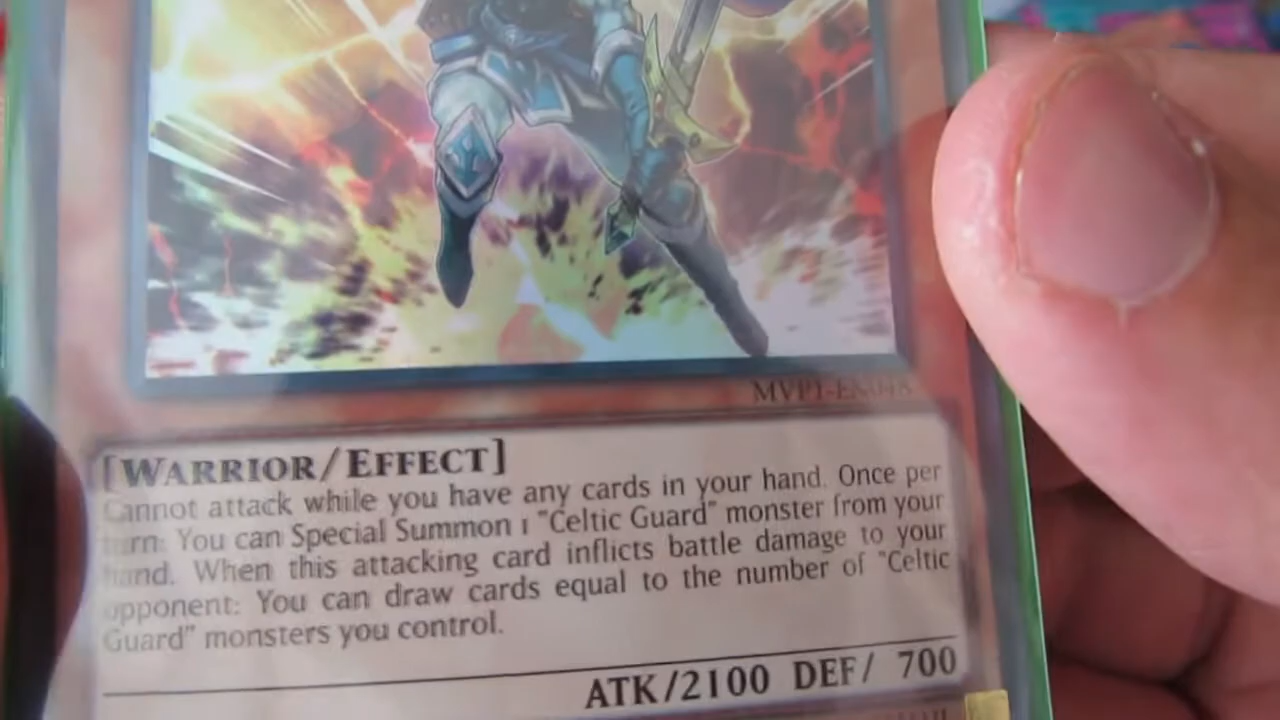 MVP1-EN048
[WARRIOR/EFFECT]
Cannot attack while you have any cards in your hand. Once per
turn: You can Special Summon 1 "Celtic Guard" monster from your
hand. When this attacking card inflicts battle damage to your
opponent: You can draw cards equal to the number of "Celtic
Guard" monsters you control.
ATK/2100 DEF/ 700